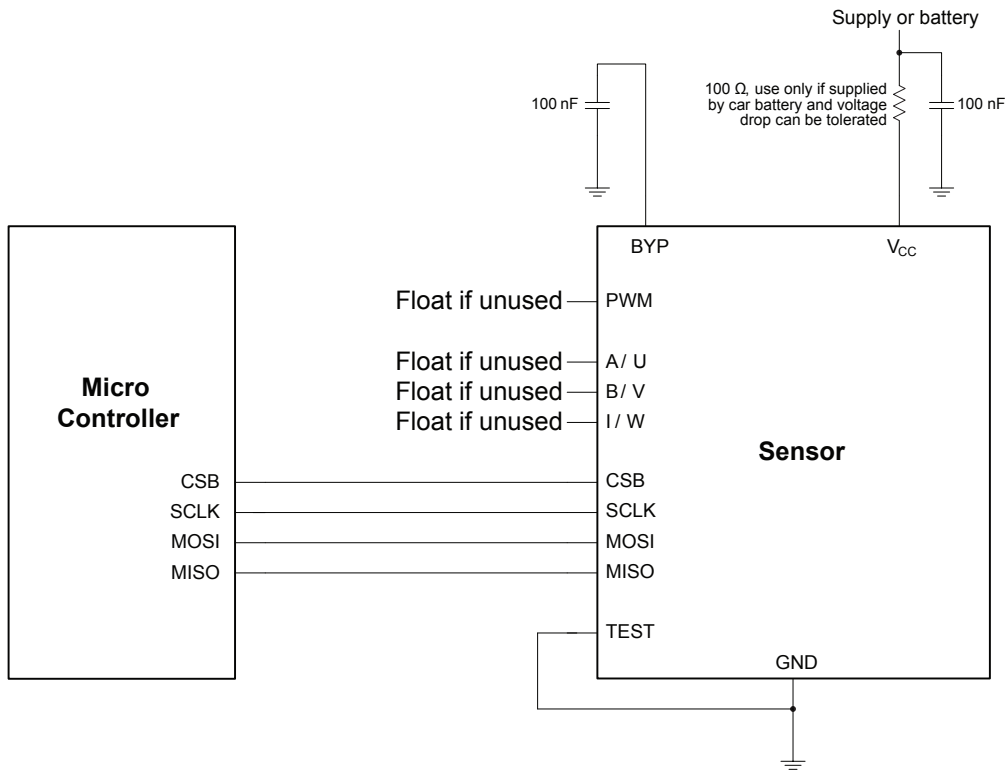 Supply or battery
100 Ω, use only if supplied
by car battery and voltage
drop can be tolerated
100 nF
100 nF
BYP
VCC
Float if unused
PWM
Float if unused
A / U
Float if unused
B / V
Float if unused
I / W
Micro
Controller
Sensor
CSB
CSB
SCLK
SCLK
MOSI
MOSI
MISO
MISO
TEST
GND